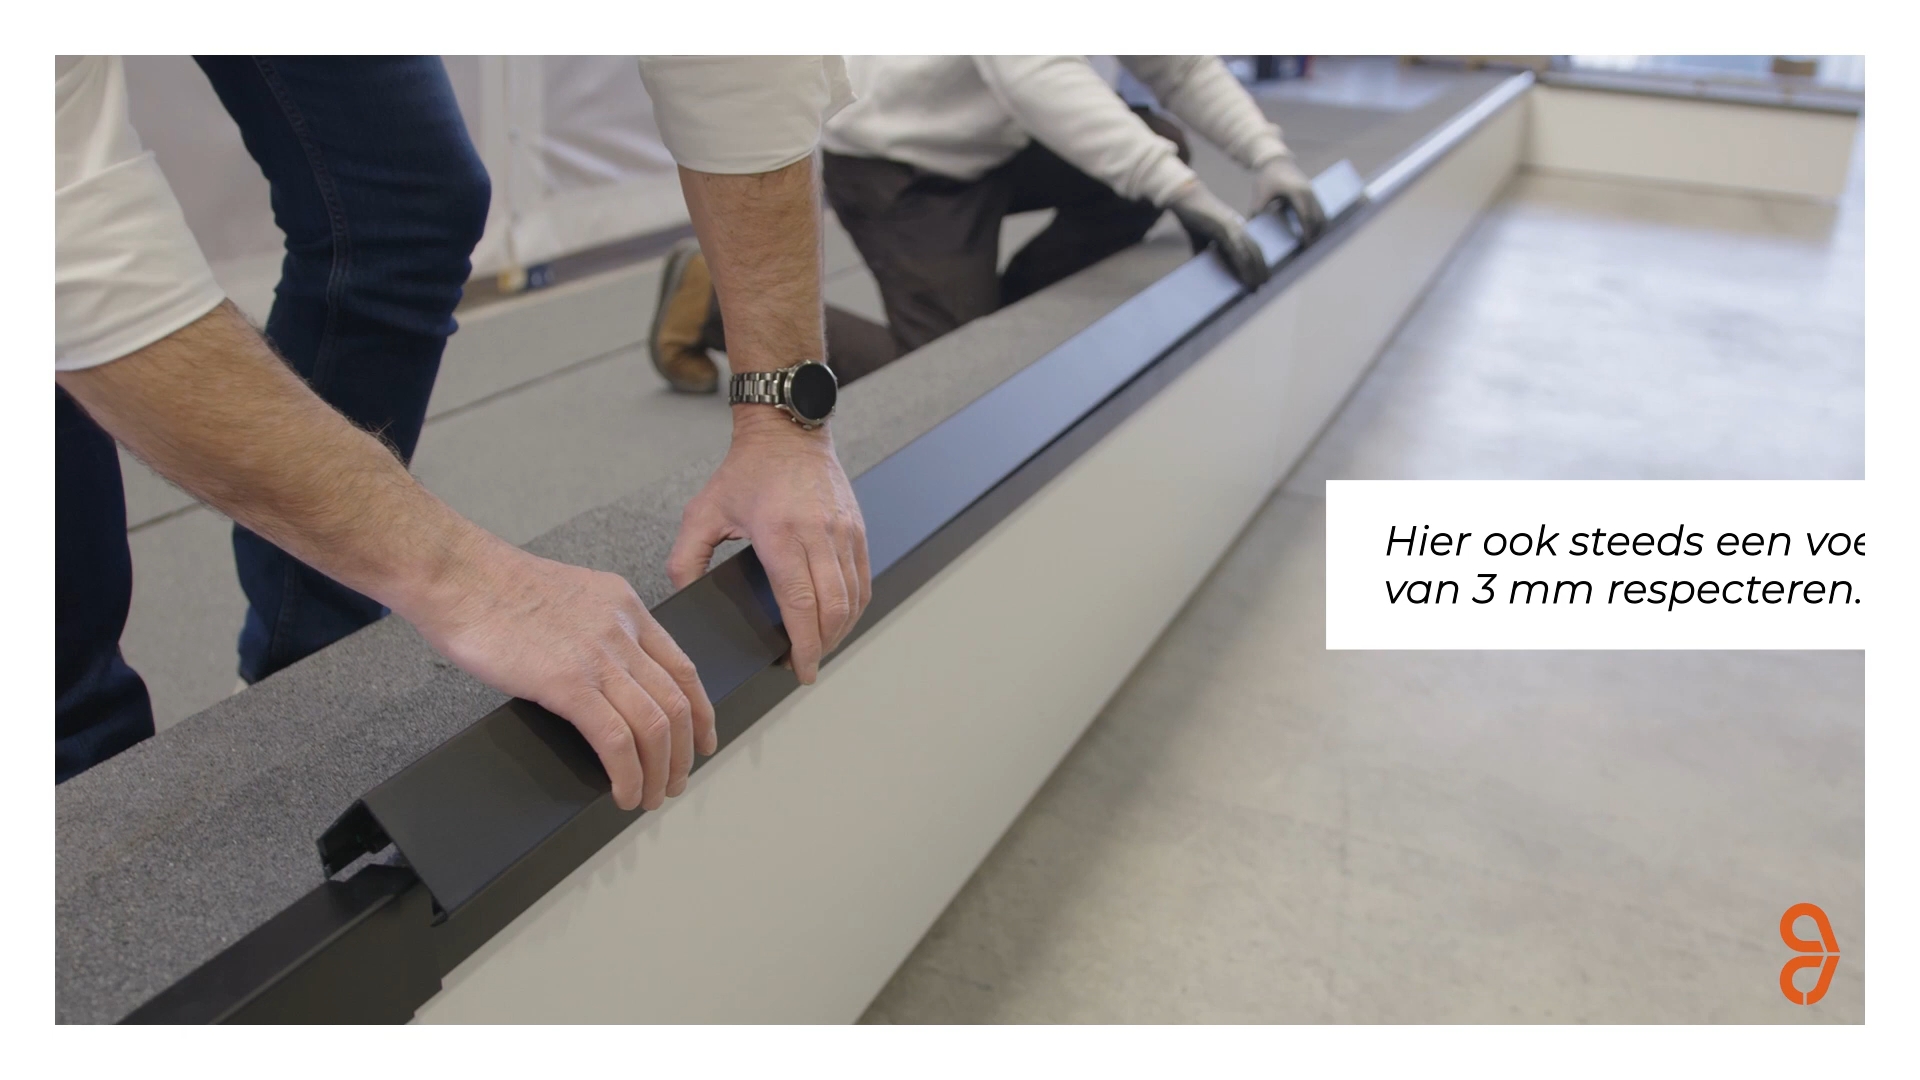 Hier ook steeds een
van 3 mm respecteren.